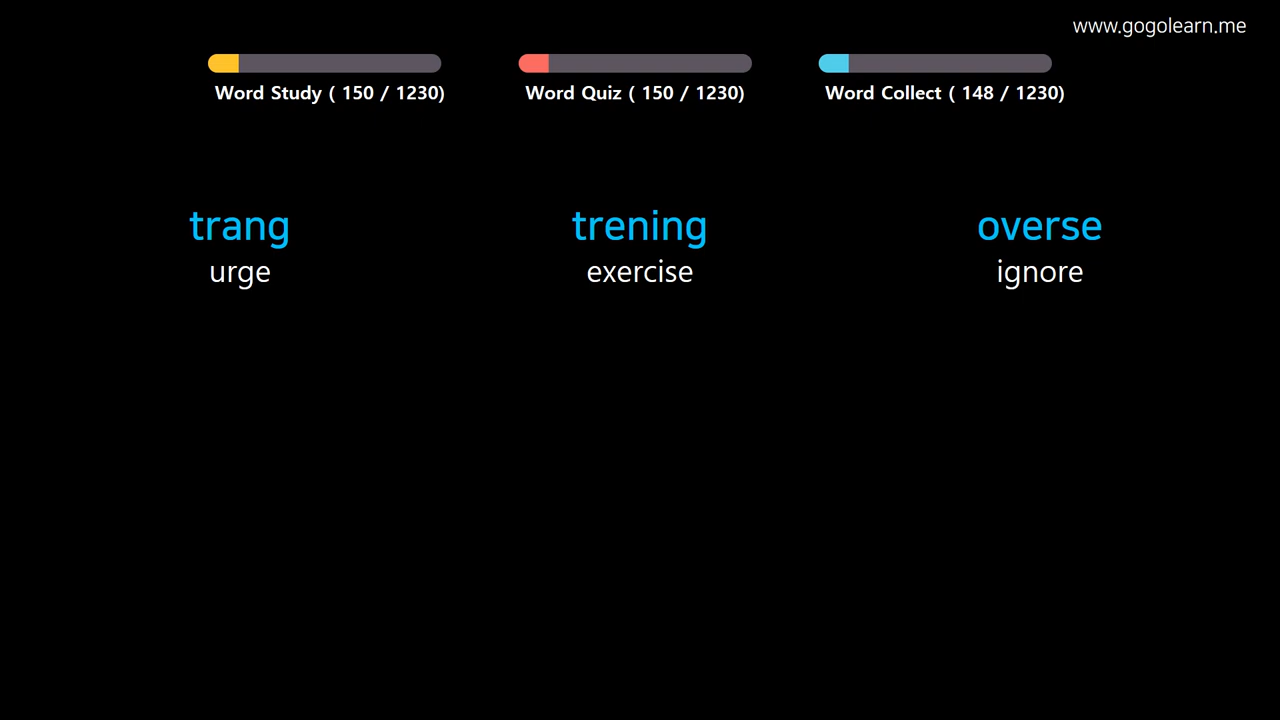 www.gogolearn.me
Word Study ( 150 / 1230)
Word Quiz ( 150 / 1230)
Word Collect ( 148 / 1230)
trang
urge
trening
exercise
overse
ignore